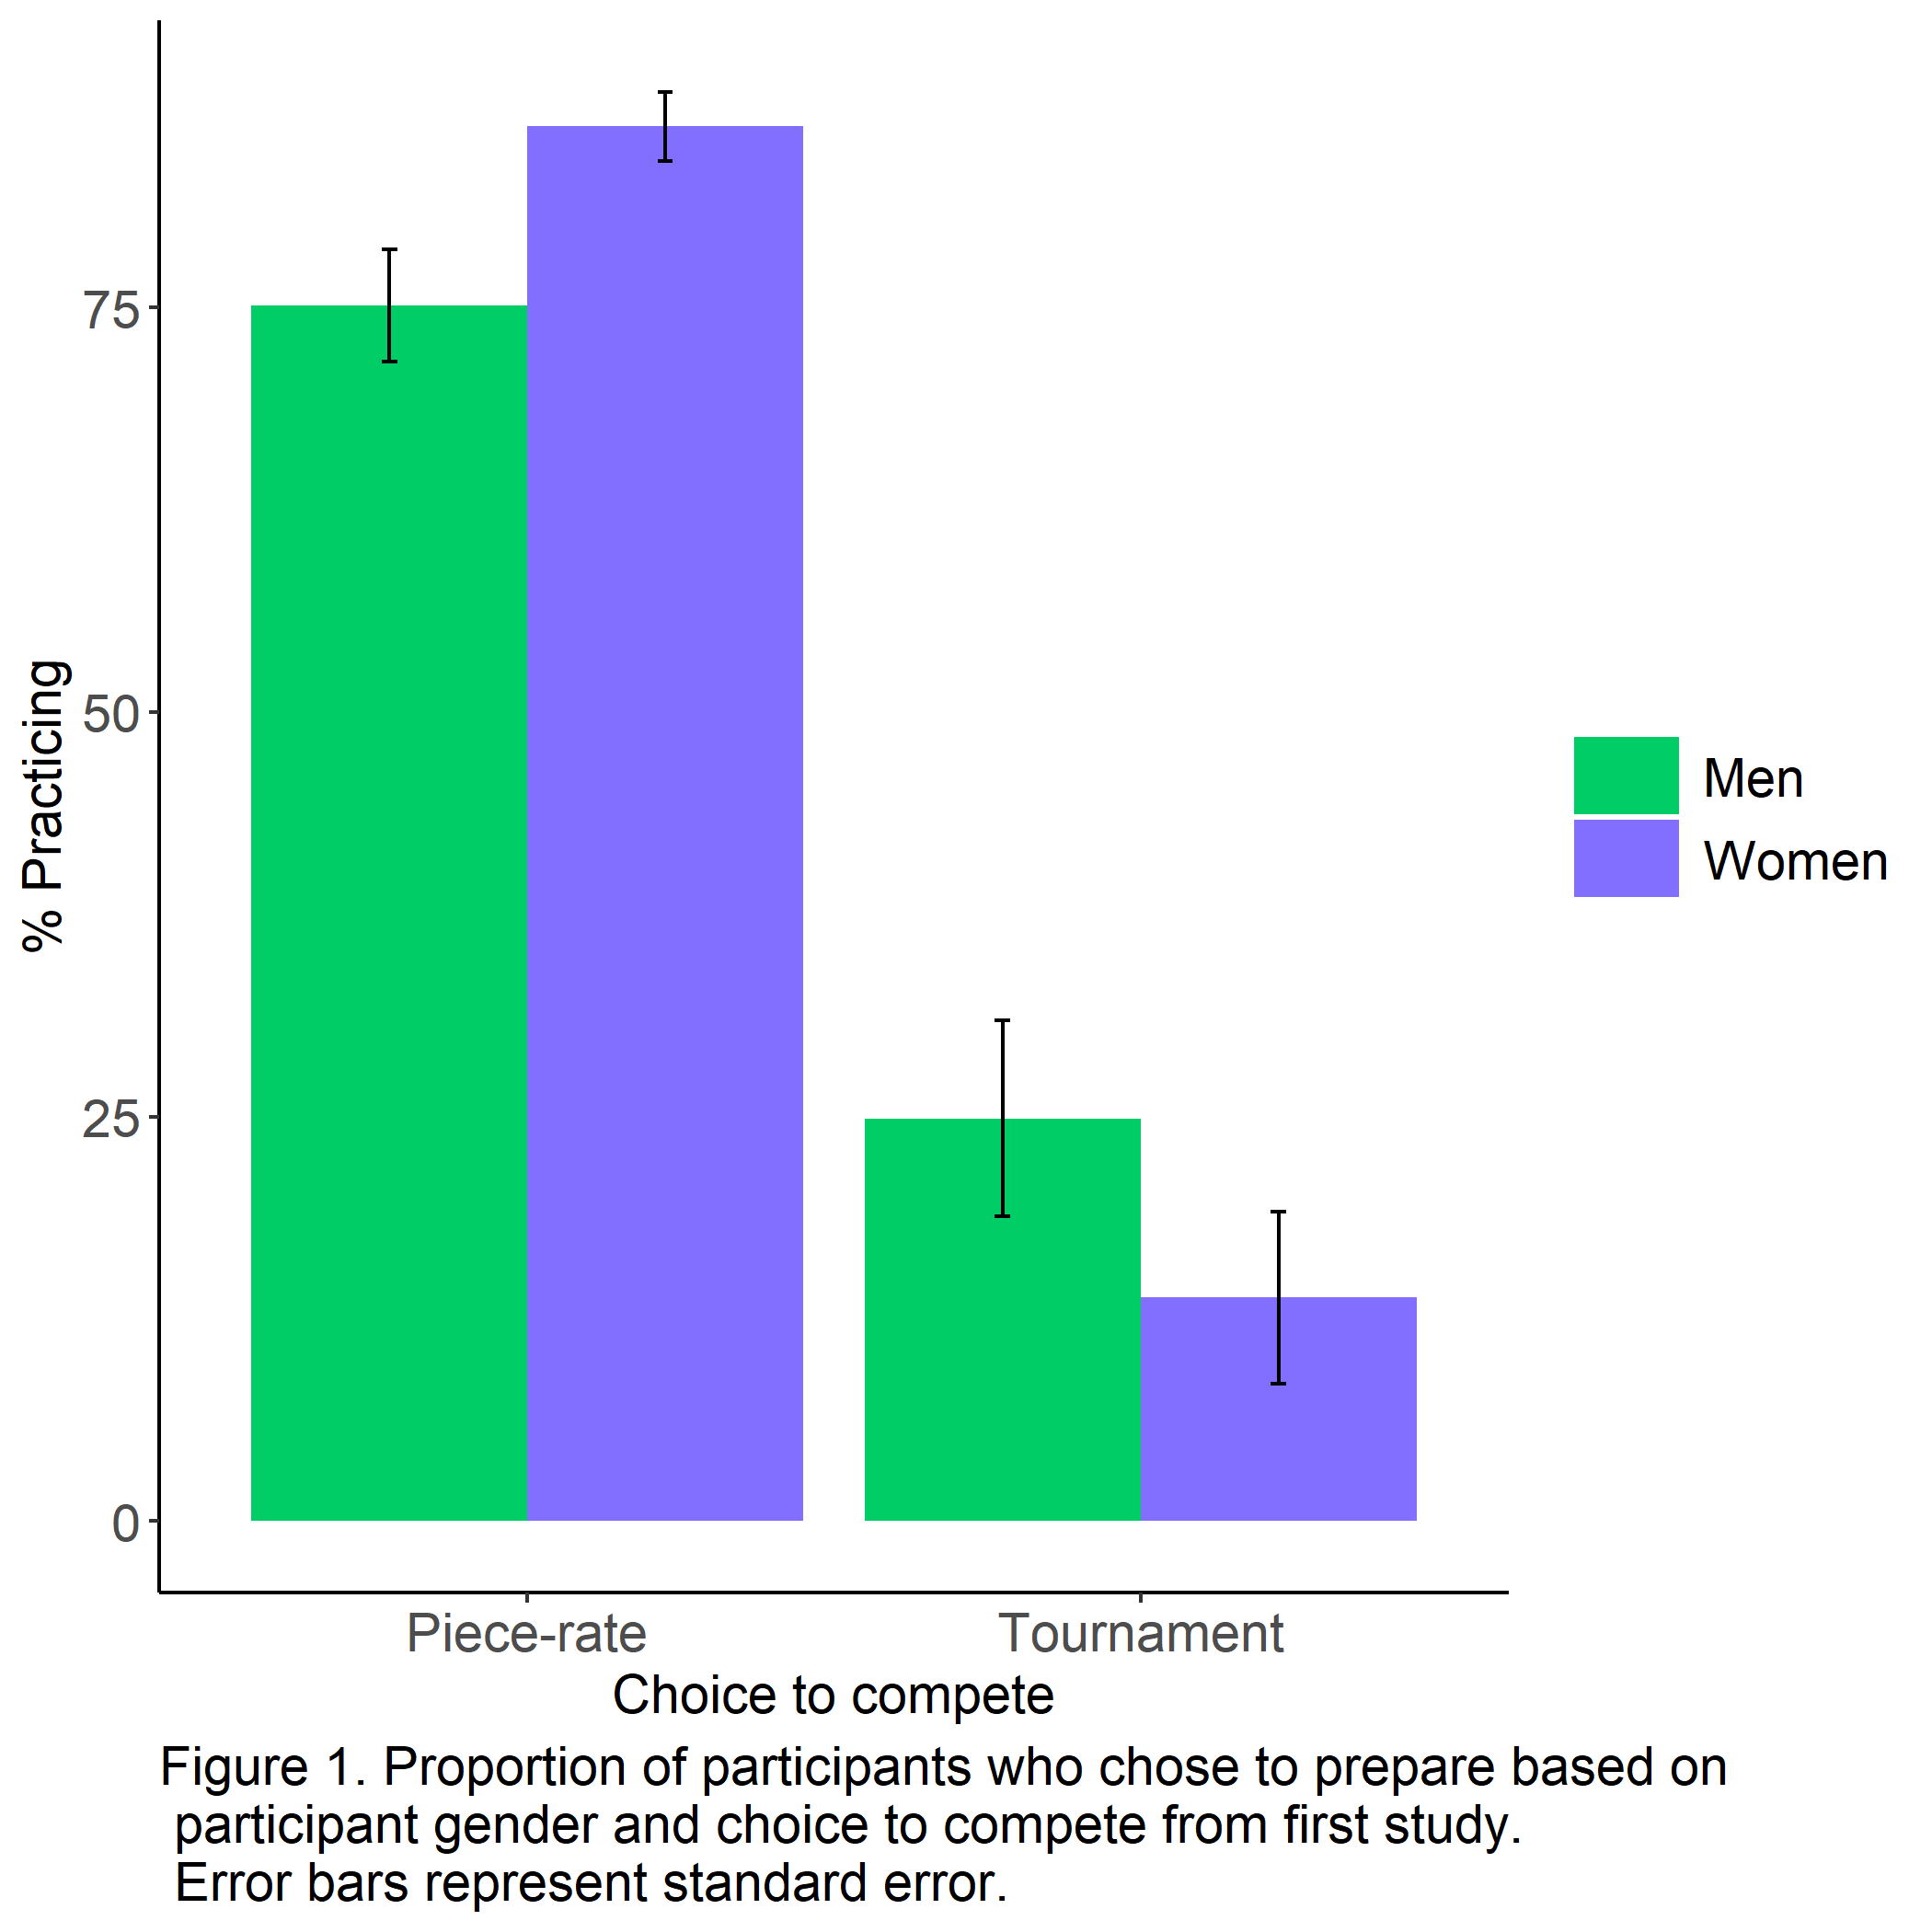 % Practicing
75
50
25
0
Piece-rate
Tournament
Choice to compete
Men
Women
Figure 1. Proportion of participants who chose to prepare based on
participant gender and choice to compete from first study.
Error bars represent standard error.